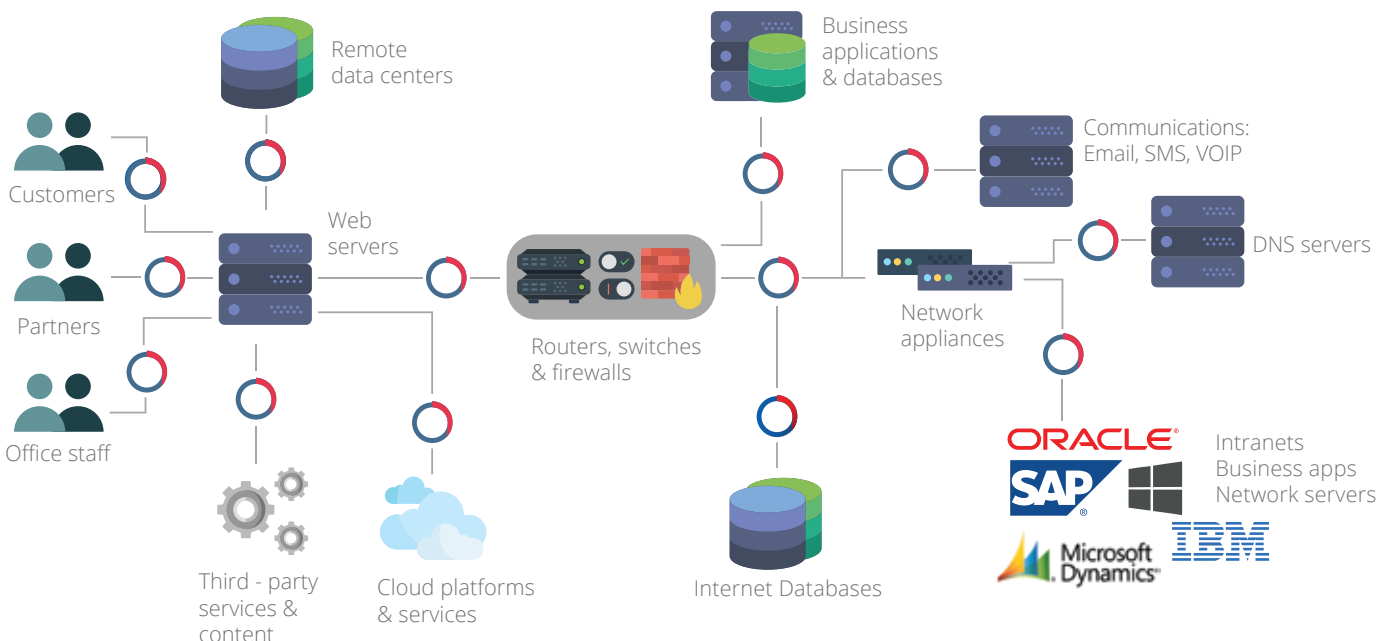 Remote
data centers
Business
applications
& databases
Communications:
Email, SMS, VOIP
Customers
Web
servers
DNS servers
Partners
Routers, switches
& firewalls
Network
appliances
Office staff
ORACLE®
SAP®
Microsoft
Dynamics™
IBM
Intranets
Business apps
Network servers
Third - party
services &
content
Cloud platforms
& services
Internet Databases